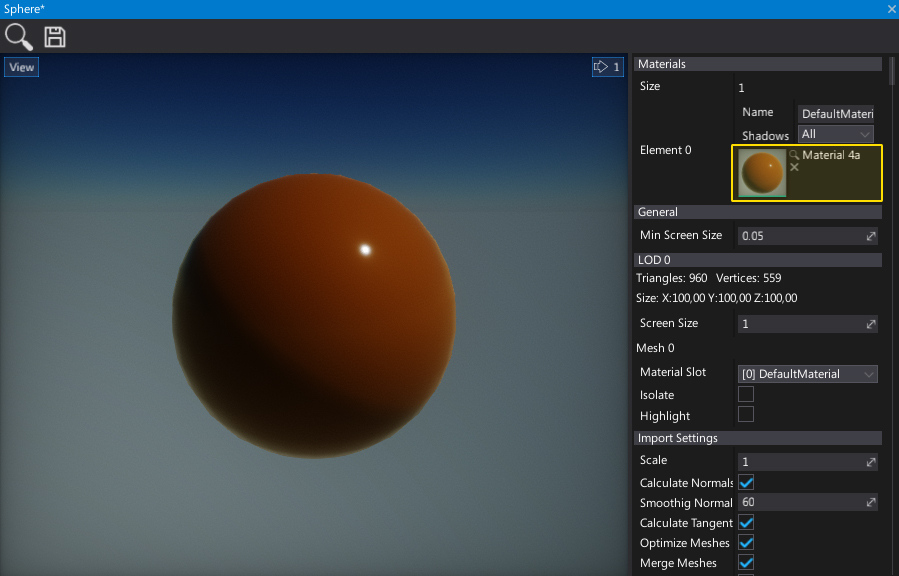 Sphere*
View
1
Materials
Size 1
Name DefaultMateri
Shadows All
Element 0
Material 4a
General
Min Screen Size 0.05
LOD 0
Triangles: 960 Vertices: 559
Size: X:100,00 Y:100,00 Z:100,00
Screen Size 1
Mesh 0
Material Slot [0] DefaultMaterial
Isolate
Highlight
Import Settings
Scale 1
Calculate Normals
Smoothig Normal 60
Calculate Tangent
Optimize Meshes
Merge Meshes